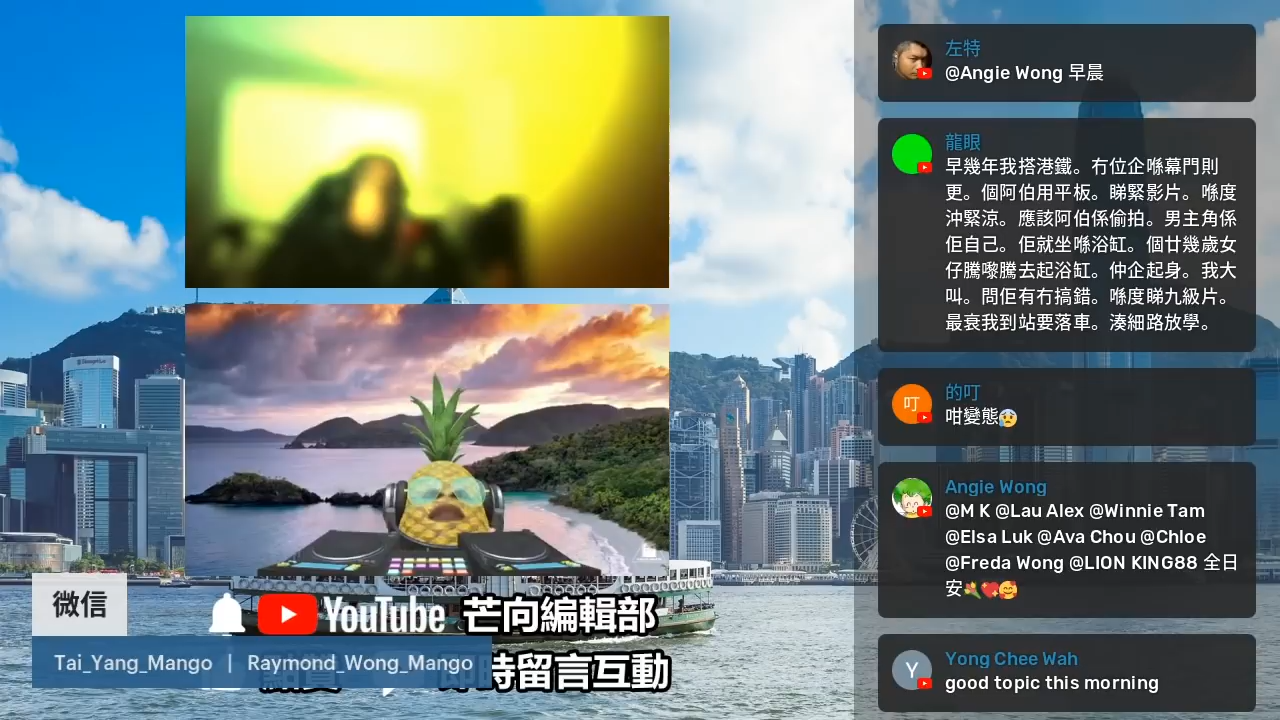 左特
@Angie Wong 早晨
龍眼
早幾年我搭港鐵。冇位企喺幕門則
更。個阿伯用平板。睇緊影片。喺度
沖緊涼。應該阿伯係偷拍。男主角係
佢自己。佢就坐喺浴缸。個廿幾歲女
仔騰嚟騰去起浴缸。仲企起身。我大
叫。問佢有冇搞錯。喺度睇九級片。
最衰我到站要落車。湊細路放學。
叮
的叮
咁變態😰
Angie Wong
@M K @Lau Alex @Winnie Tam
@Elsa Luk @Ava Chou @Chloe
@Freda Wong @LION KING88 全日
安💐💖🥰
Y
Yong Chee Wah
good topic this morning
微信
Tai_Yang_Mango | Raymond_Wong_Mango
YouTube 芒向編輯部
即時留言互動